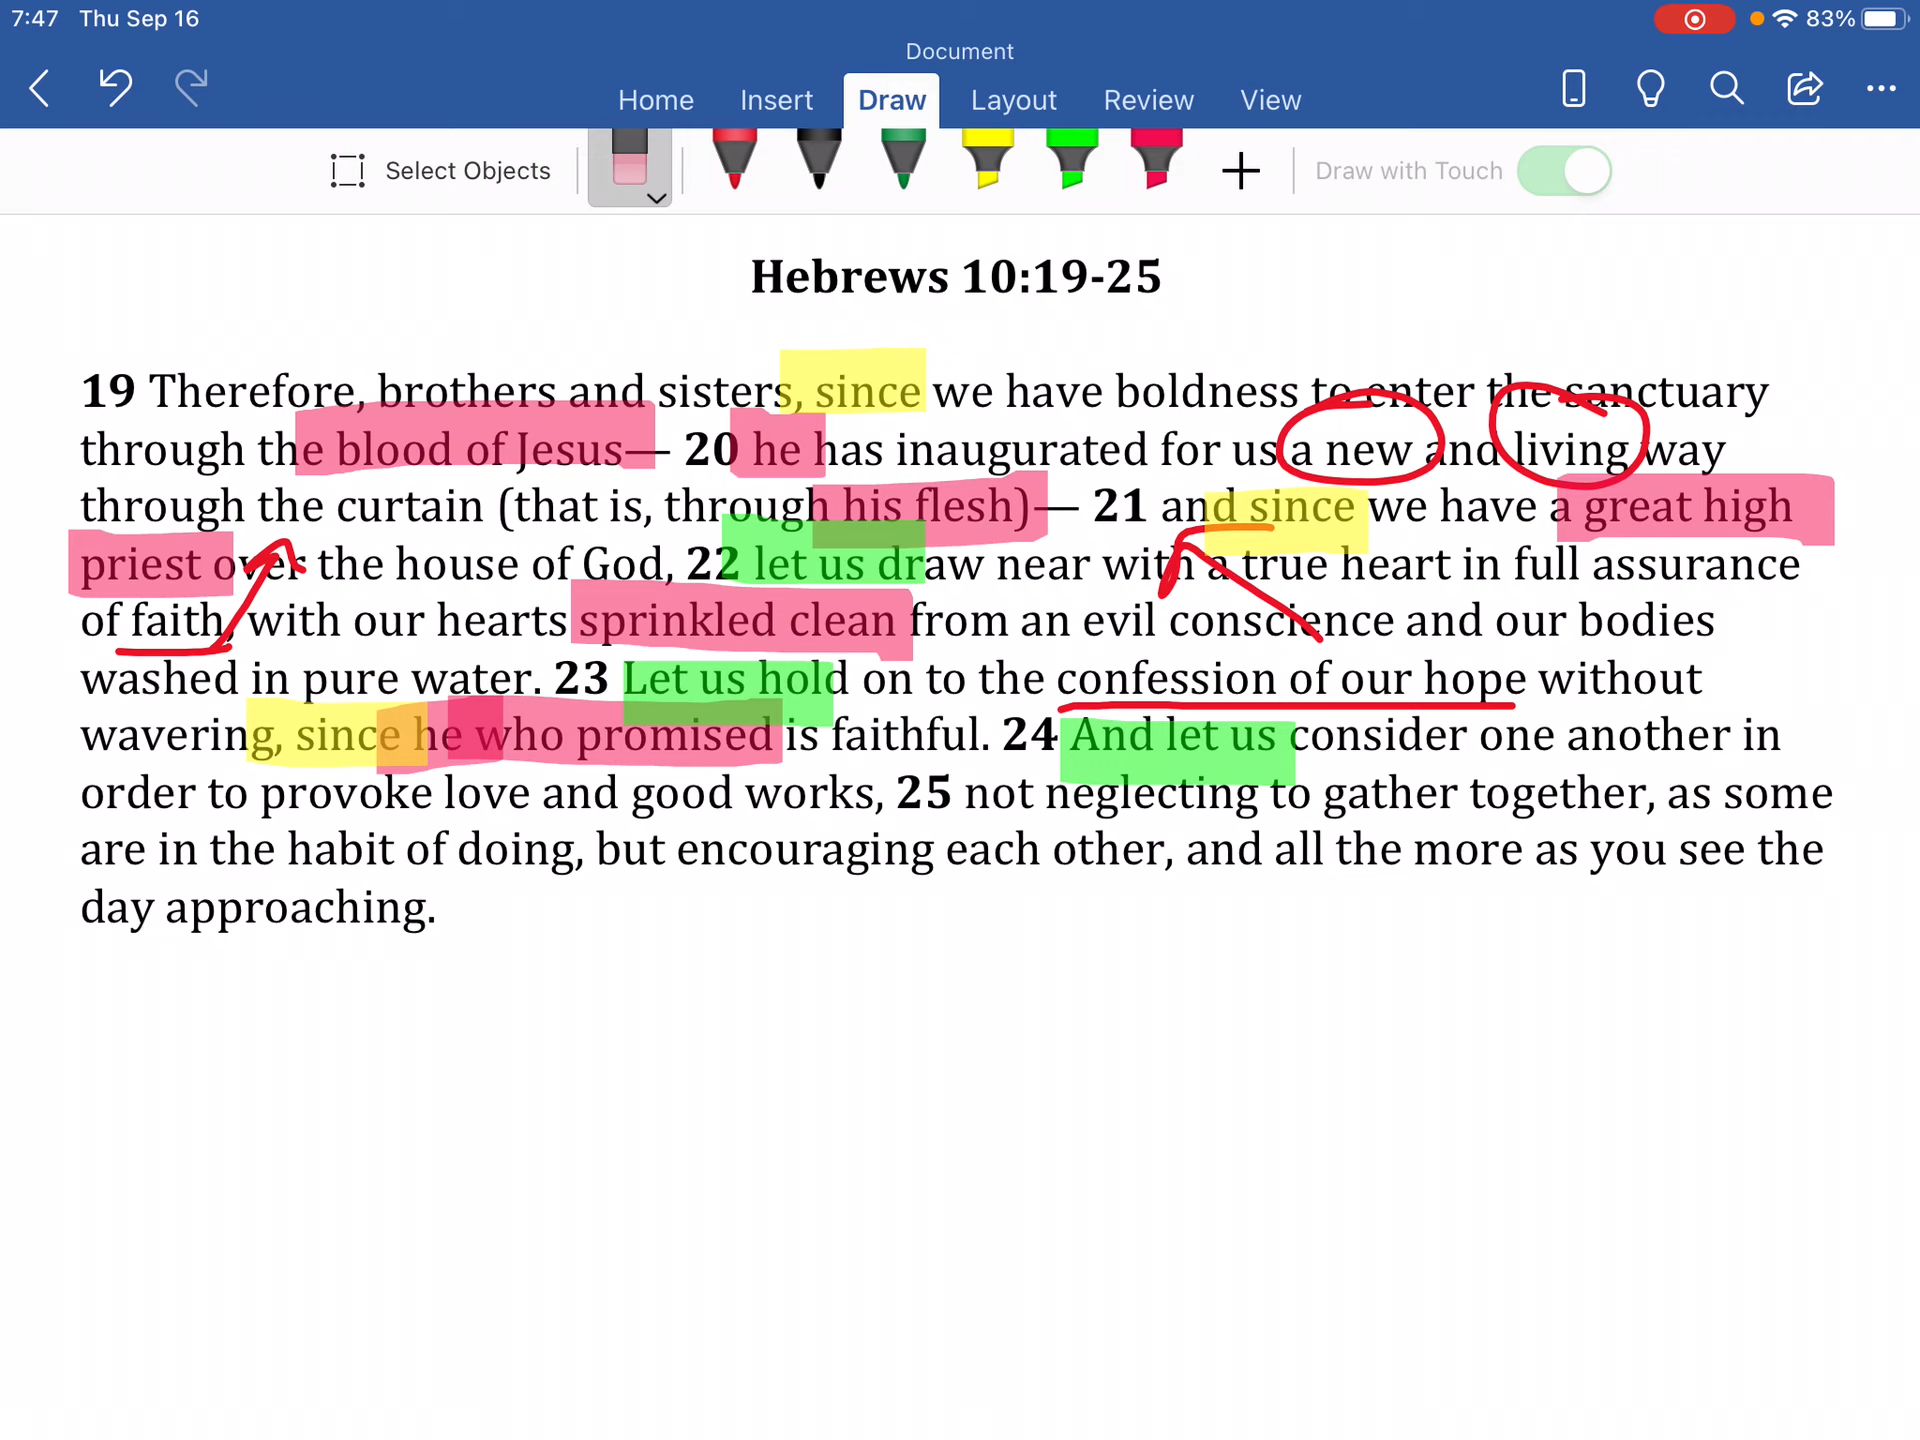 7:47 Thu Sep 16 83%
Document
Home Insert Draw Layout Review View
Select Objects Draw with Touch
Hebrews 10:19-25
19 Therefore, brothers and sisters, since we have boldness to enter the sanctuary
through the blood of Jesus— 20 he has inaugurated for us a new and living way
through the curtain (that is, through his flesh)— 21 and since we have a great high
priest over the house of God, 22 let us draw near with a true heart in full assurance
of faith, with our hearts sprinkled clean from an evil conscience and our bodies
washed in pure water. 23 Let us hold on to the confession of our hope without
wavering, since he who promised is faithful. 24 And let us consider one another in
order to provoke love and good works, 25 not neglecting to gather together, as some
are in the habit of doing, but encouraging each other, and all the more as you see the
day approaching.